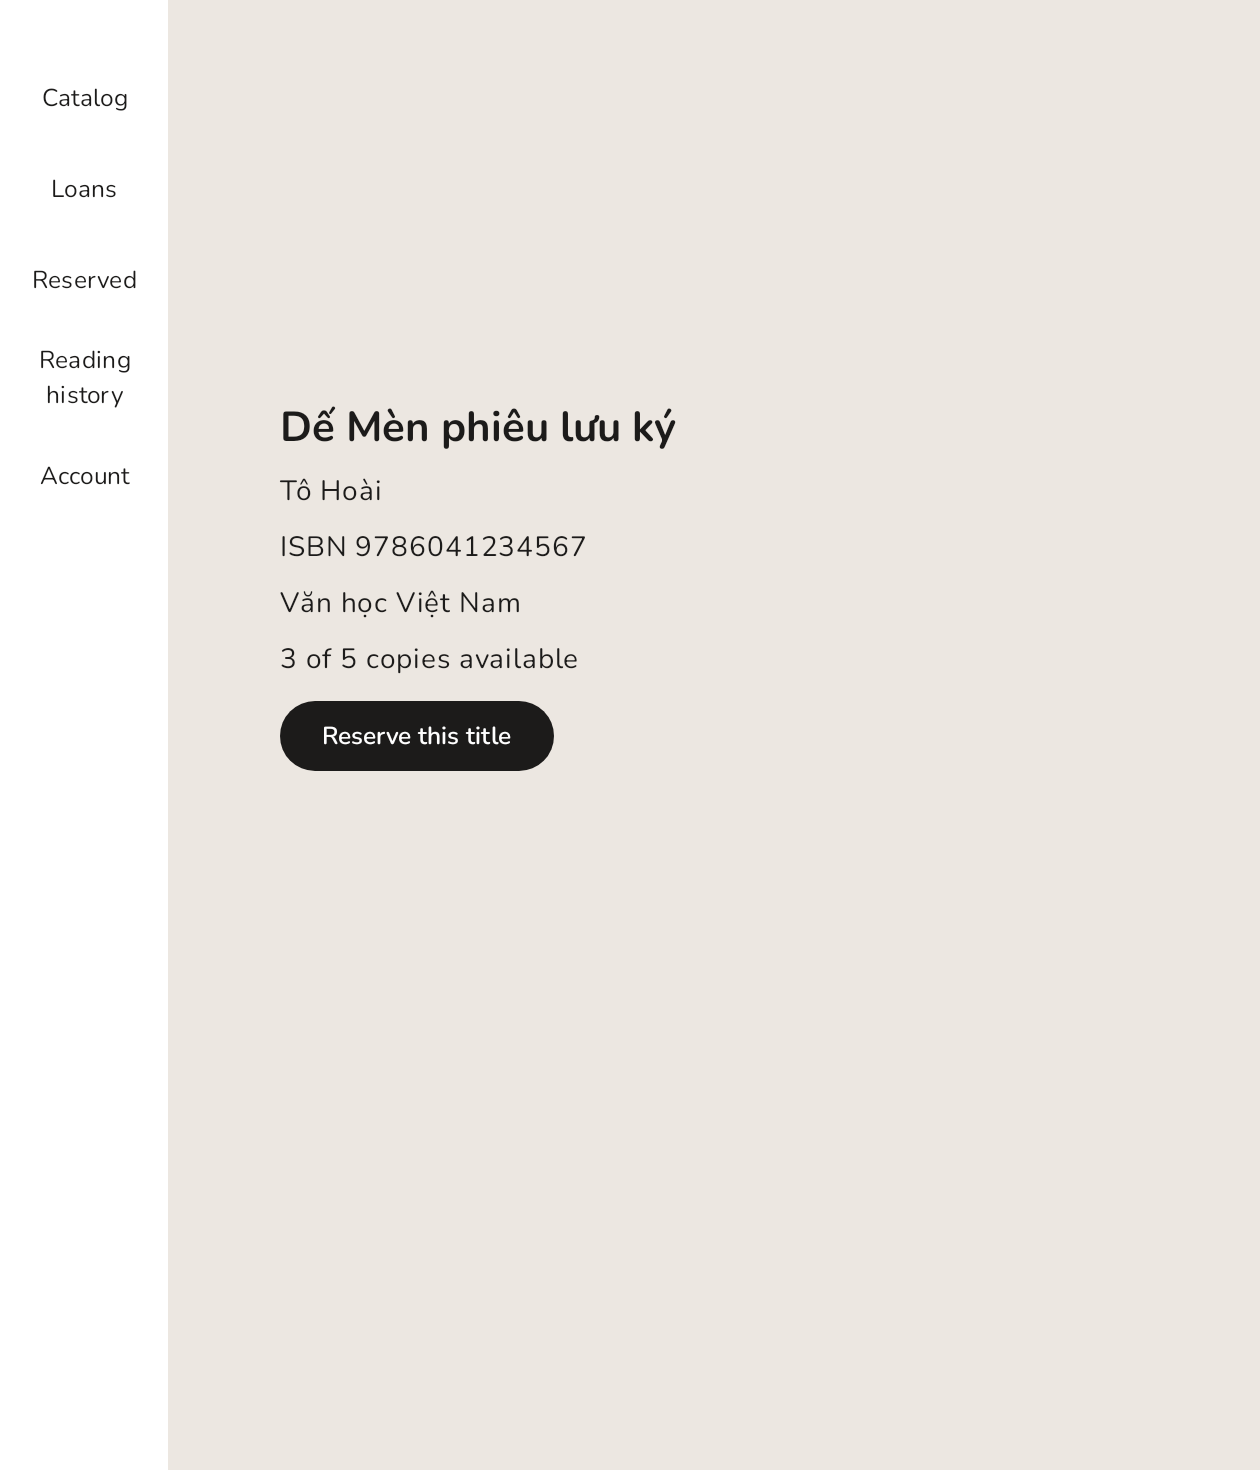 Catalog
Loans
Reserved
Reading
history
Account
Dế Mèn phiêu lưu ký
Tô Hoài
ISBN 9786041234567
Văn học Việt Nam
3 of 5 copies available
Reserve this title